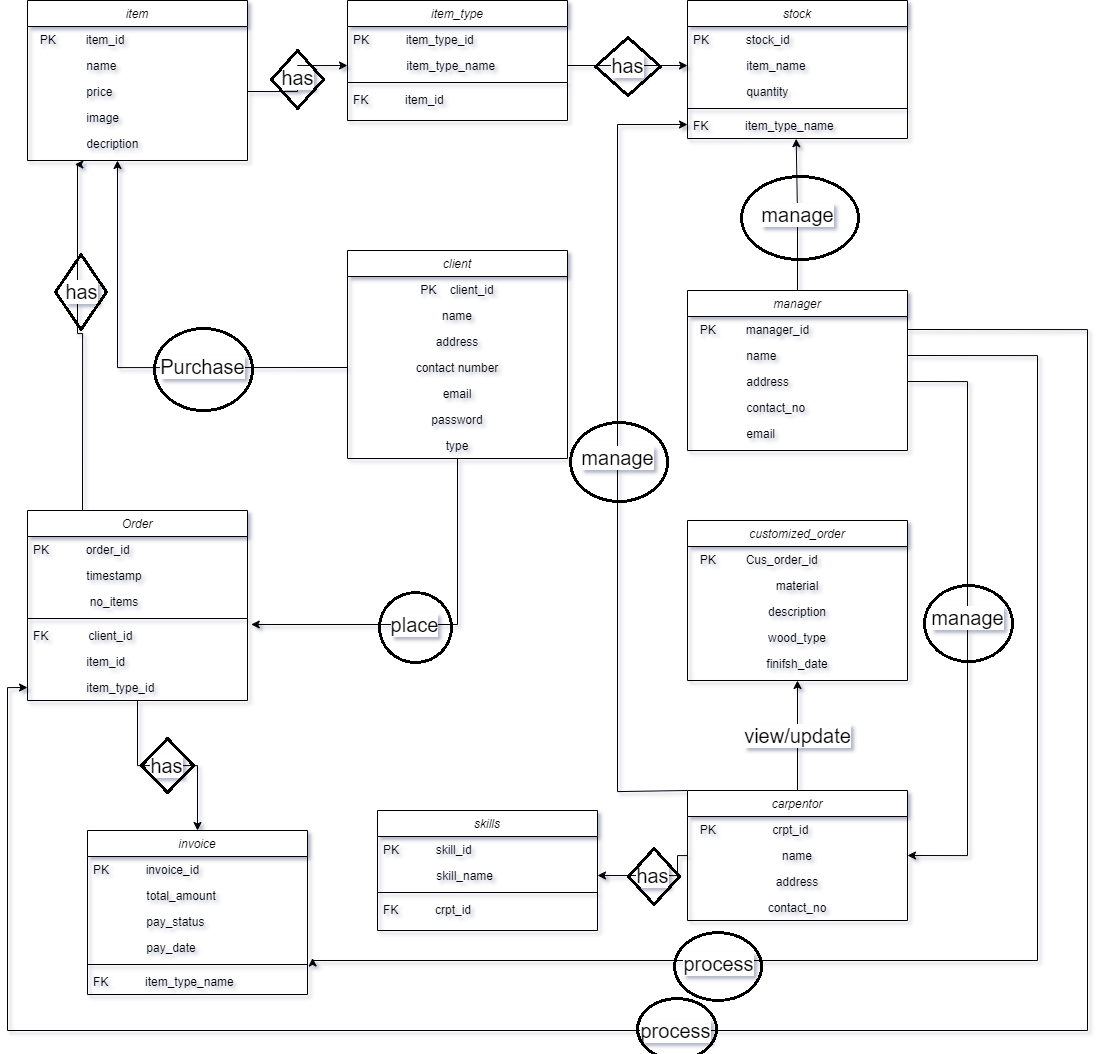 item
PK item_id
name
price
image
decription
has
item_type
PK item_type_id
item_type_name
FK item_id
has
stock
PK stock_id
item_name
quantity
FK item_type_name
manage
has
Purchase
client
PK client_id
name
address
contact number
email
password
type
manage
manager
PK manager_id
name
address
contact_no
email
Order
PK order_id
timestamp
no_items
FK client_id
item_id
item_type_id
place
customized_order
PK Cus_order_id
material
description
wood_type
finifsh_date
manage
view/update
has
invoice
PK invoice_id
total_amount
pay_status
pay_date
FK item_type_name
skills
PK skill_id
skill_name
FK crpt_id
has
carpentor
PK crpt_id
name
address
contact_no
process
process